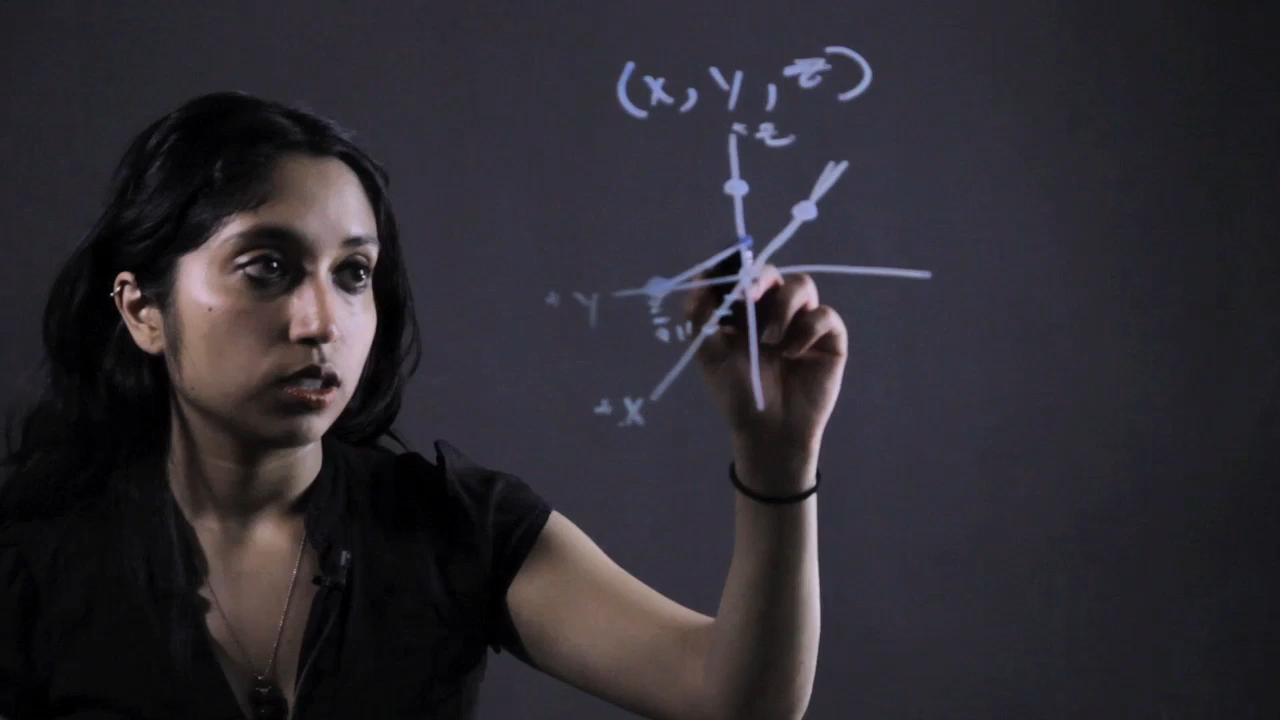 (x, y, z)
+z
+y
+x